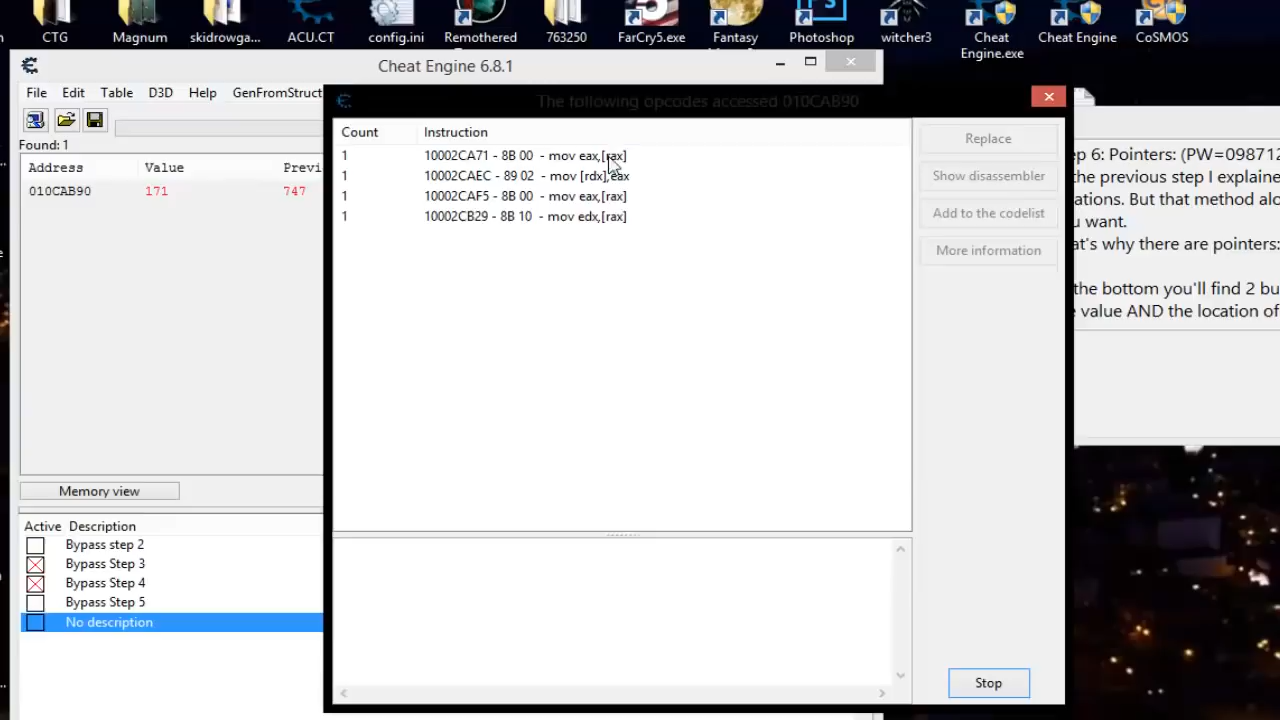 CTG
Magnum
skidrowga...
ACU.CT
config.ini
Remothered
763250
FarCry5.exe
Fantasy
Photoshop
witcher3
Cheat
Engine.exe
Cheat Engine
CoSMOS
Cheat Engine 6.8.1
File Edit Table D3D Help GenFromStruct
Found: 1
Address Value Previ
010CAB90 171 747
Memory view
Active Description
Bypass step 2
Bypass Step 3
Bypass Step 4
Bypass Step 5
No description
The following opcodes accessed 010CAB90
Count Instruction
1 10002CA71 - 8B 00 - mov eax,[rax]
1 10002CAEC - 89 02 - mov [rdx],eax
1 10002CAF5 - 8B 00 - mov eax,[rax]
1 10002CB29 - 8B 10 - mov edx,[rax]
Replace
Show disassembler
Add to the codelist
More information
Stop
ep 6: Pointers: (PW=098712
the previous step I explaine
ations. But that method alo
u want.
at's why there are pointers:
the bottom you'll find 2 bu
e value AND the location of